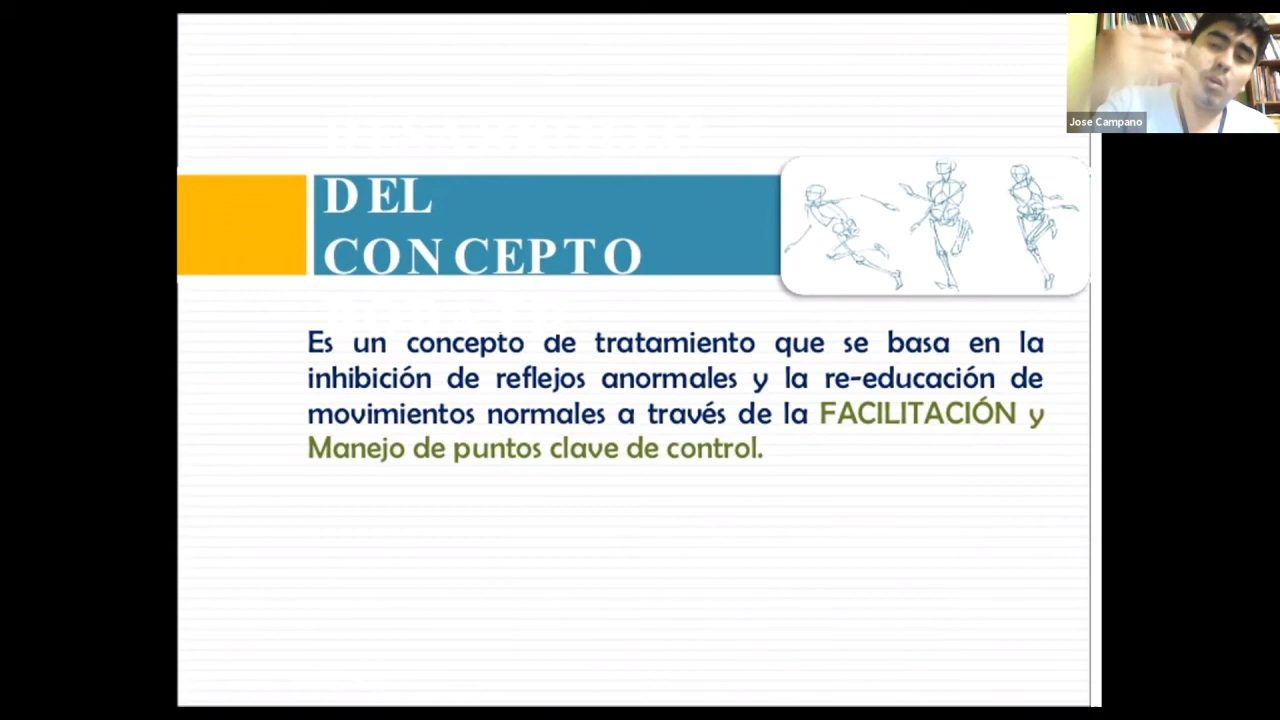 Jose Campano
DEL
CONCEPTO
Es un concepto de tratamiento que se basa en la
inhibición de reflejos anormales y la re-educación de
movimientos normales a través de la FACILITACIÓN y
Manejo de puntos clave de control.